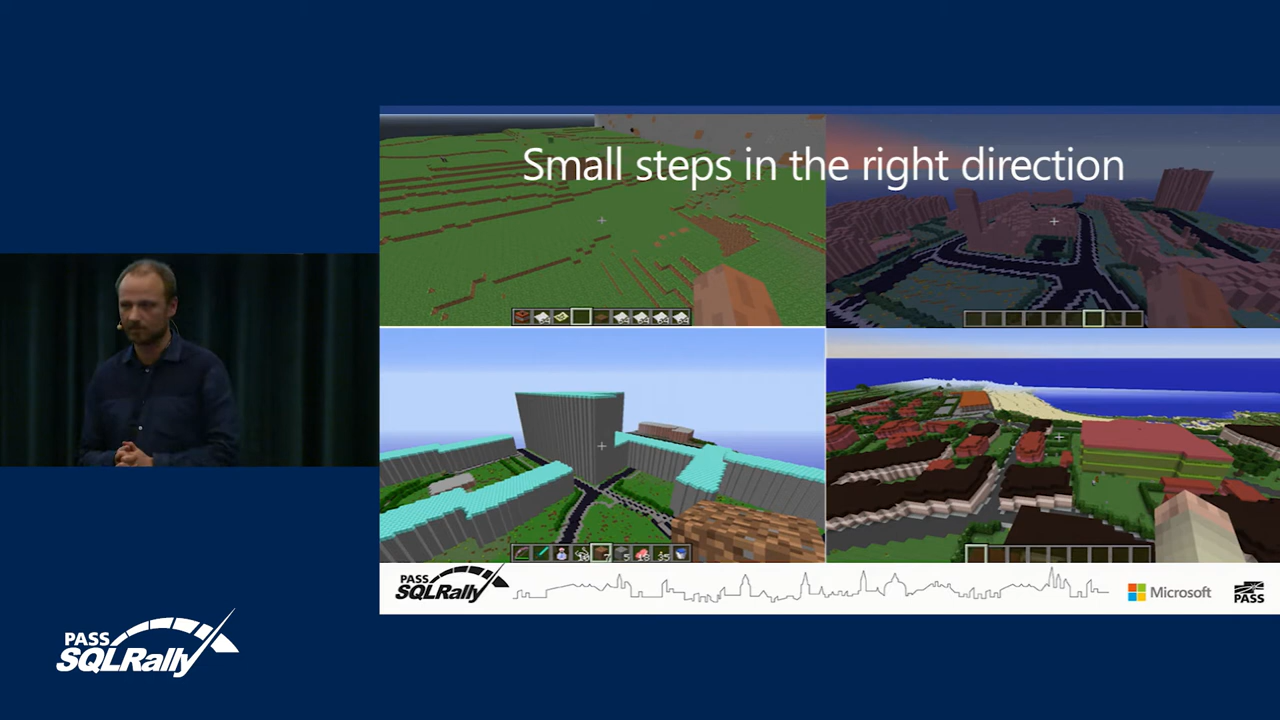 Small steps in the right direction
PASS
SQLRally
Microsoft
PASS
PASS
SQLRally